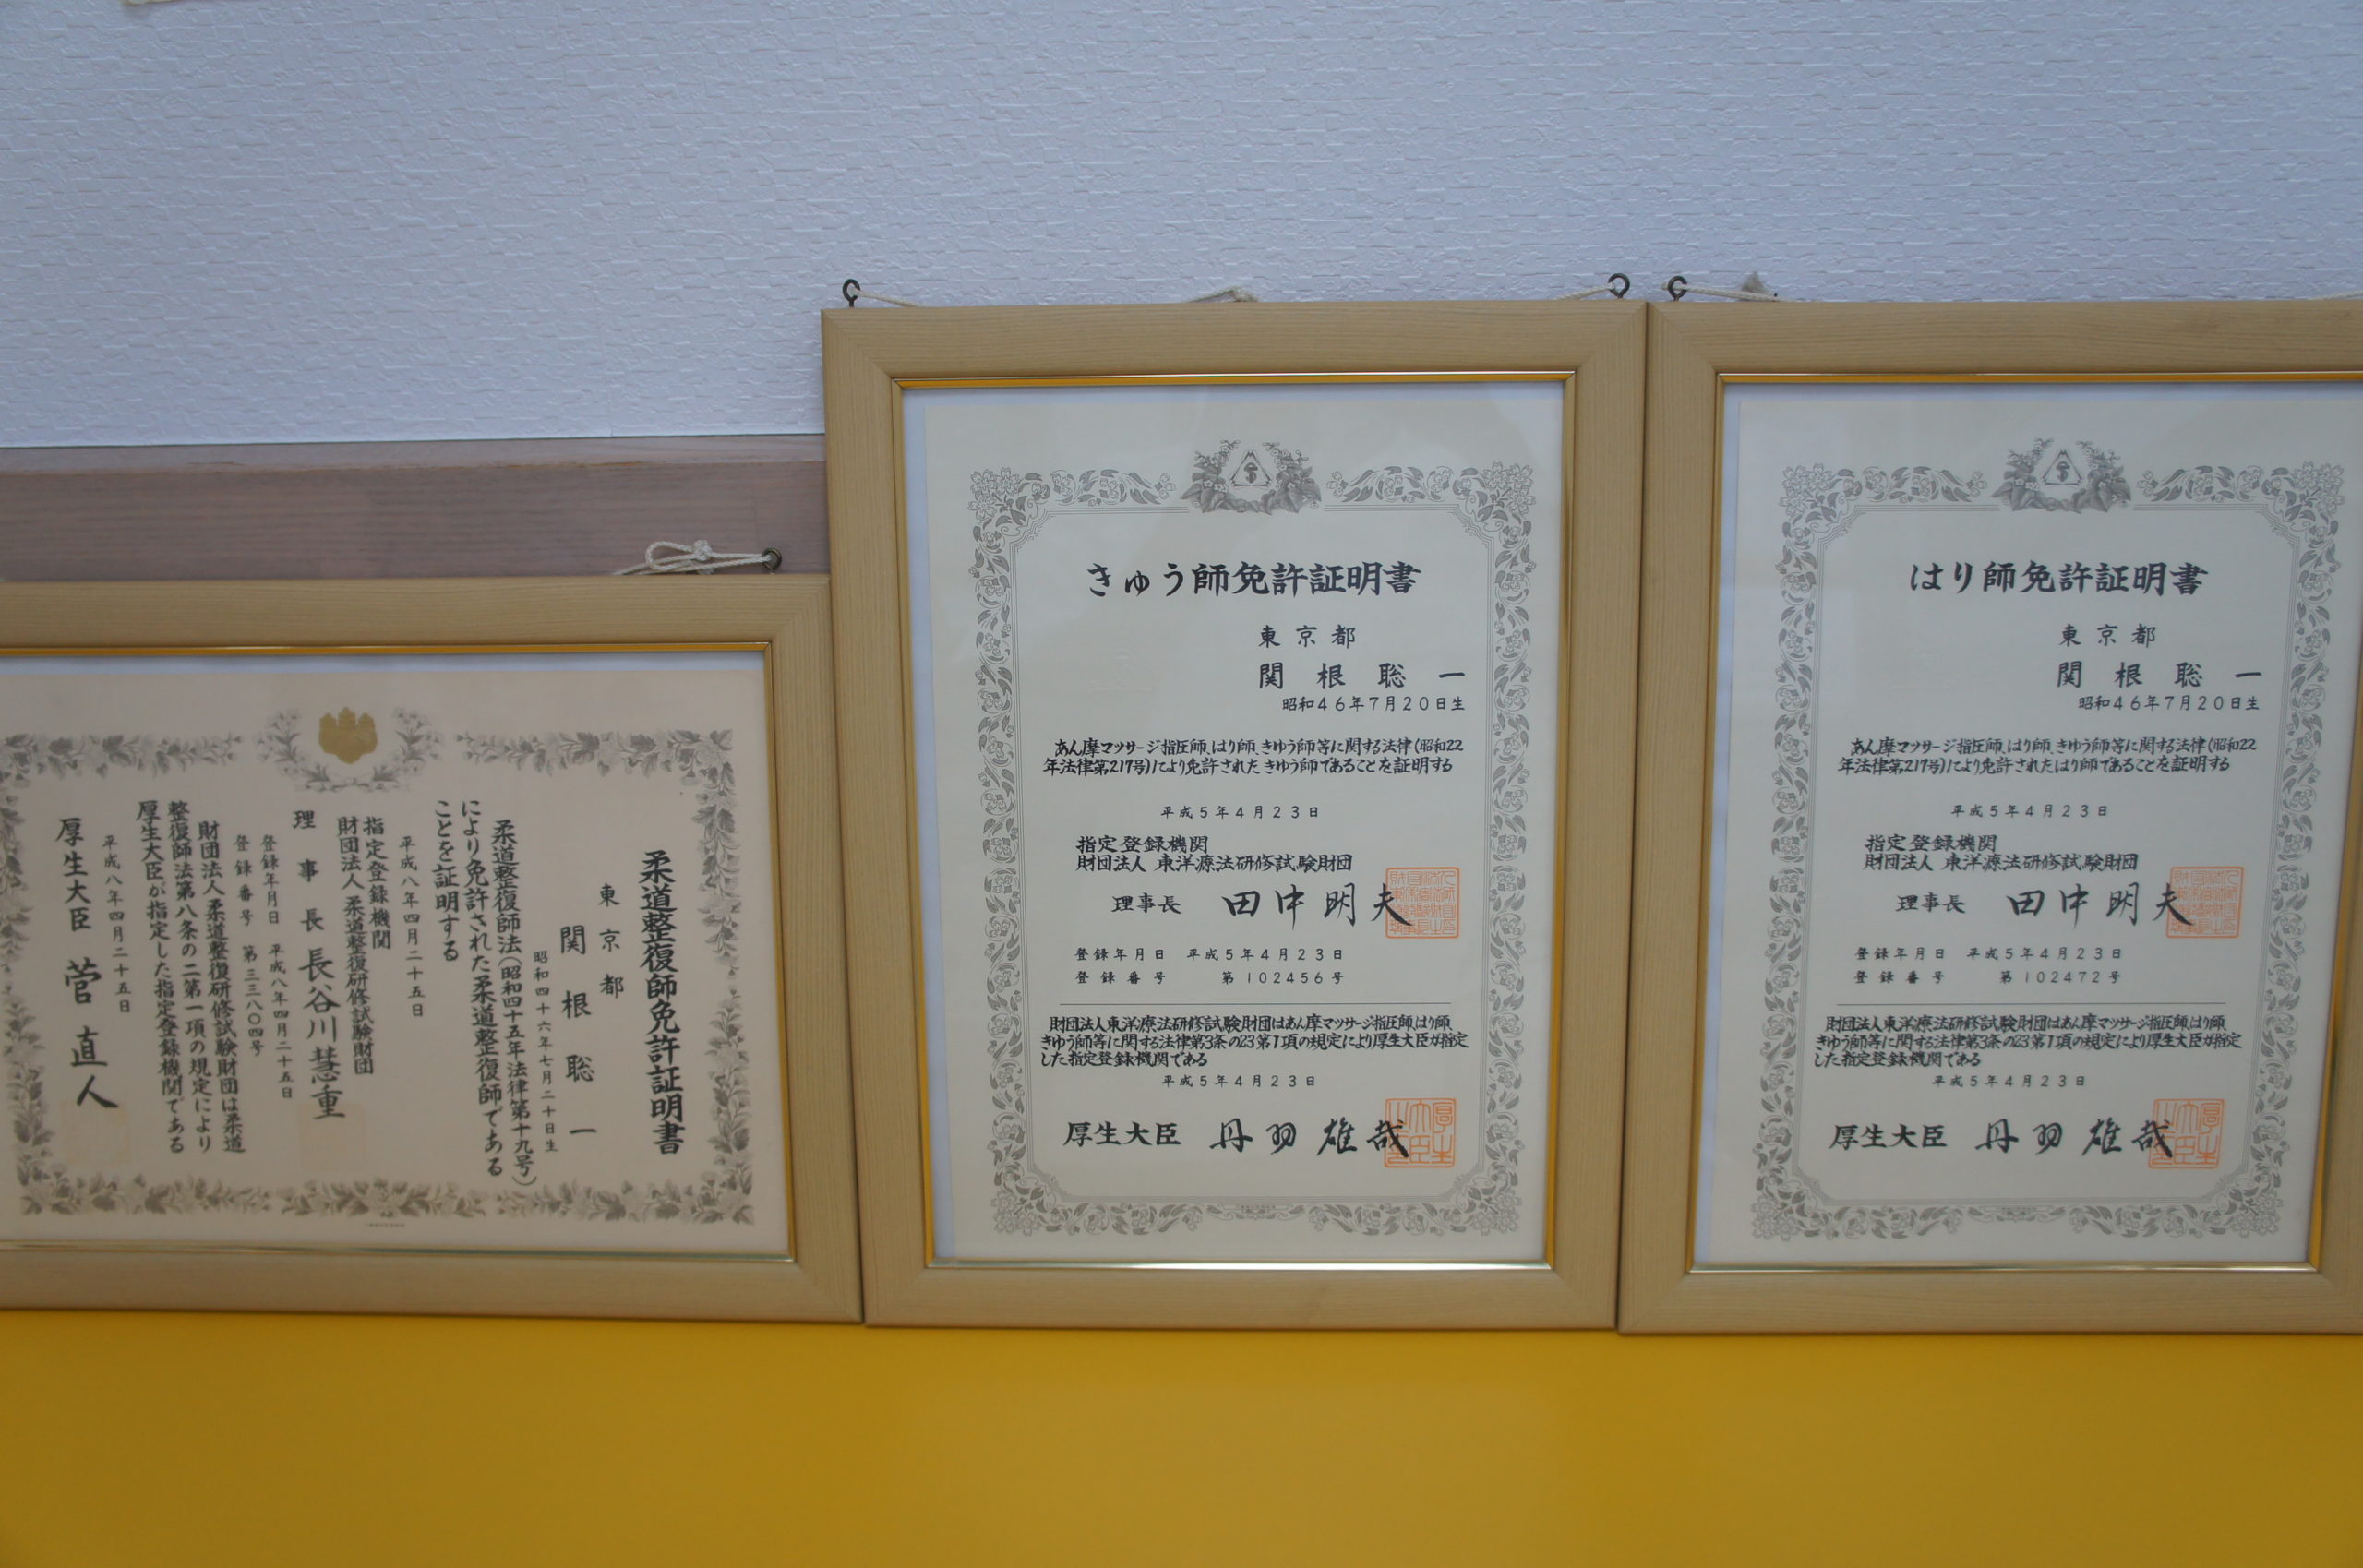 柔道整復師免許証明書
東京都
関根聡一
昭和四十六年七月二十日生
柔道整復師法(昭和四十五年法律第十九号)
により免許された柔道整復師である
ことを証明する
平成八年四月二十五日
指定登録機関
財団法人 柔道整復研修試験財団
理事長 長谷川慧重
登録年月日 平成八年四月二十五日
登録番号 第三三八〇四号
財団法人柔道整復研修試験財団は柔道
整復師法第八条の二第一項の規定により
厚生大臣が指定した指定登録機関である
平成八年四月二十五日
厚生大臣 菅直人
きゅう師免許証明書
東京都
関根聡一
昭和46年7月20日生
あん摩マッサージ指圧師、はり師、きゆう師等に関する法律(昭和22
年法律第217号)により免許されたきゆう師であることを証明する
平成5年4月23日
指定登録機関
財団法人 東洋療法研修試験財団
理事長 田中明夫
登録年月日 平成5年4月23日
登録番号 第102456号
財団法人東洋療法研修試験財団はあん摩マッサージ指圧師、はり師、
きゆう師等に関する法律第3条の23第1項の規定により厚生大臣が指定
した指定登録機関である
平成5年4月23日
厚生大臣 丹羽雄哉
はり師免許証明書
東京都
関根聡一
昭和46年7月20日生
あん摩マッサージ指圧師、はり師、きゆう師等に関する法律(昭和22
年法律第217号)により免許されたはり師であることを証明する
平成5年4月23日
指定登録機関
財団法人 東洋療法研修試験財団
理事長 田中明夫
登録年月日 平成5年4月23日
登録番号 第102472号
財団法人東洋療法研修試験財団はあん摩マッサージ指圧師、はり師、
きゆう師等に関する法律第3条の23第1項の規定により厚生大臣が指定
した指定登録機関である
平成5年4月23日
厚生大臣 丹羽雄哉